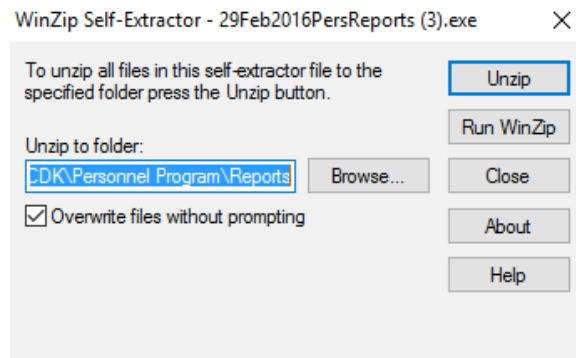 WinZip Self-Extractor - 29Feb2016PersReports (3).exe
To unzip all files in this self-extractor file to the
specified folder press the Unzip button.
Unzip
Run WinZip
Unzip to folder:
CDK\Personnel Program\Reports
Browse...
Close
Overwrite files without prompting
About
Help